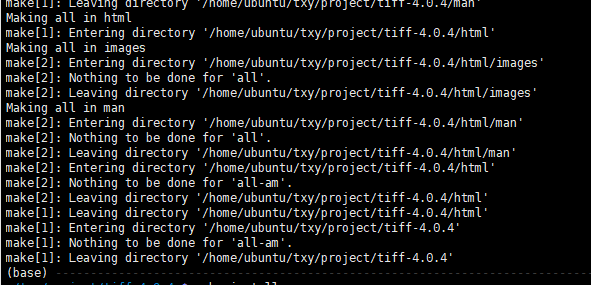 make[1]: Leaving directory '/home/ubuntu/txy/project/tiff-4.0.4/man'
Making all in html
make[1]: Entering directory '/home/ubuntu/txy/project/tiff-4.0.4/html'
Making all in images
make[2]: Entering directory '/home/ubuntu/txy/project/tiff-4.0.4/html/images'
make[2]: Nothing to be done for 'all'.
make[2]: Leaving directory '/home/ubuntu/txy/project/tiff-4.0.4/html/images'
Making all in man
make[2]: Entering directory '/home/ubuntu/txy/project/tiff-4.0.4/html/man'
make[2]: Nothing to be done for 'all'.
make[2]: Leaving directory '/home/ubuntu/txy/project/tiff-4.0.4/html/man'
make[2]: Entering directory '/home/ubuntu/txy/project/tiff-4.0.4/html'
make[2]: Nothing to be done for 'all-am'.
make[2]: Leaving directory '/home/ubuntu/txy/project/tiff-4.0.4/html'
make[1]: Leaving directory '/home/ubuntu/txy/project/tiff-4.0.4/html'
make[1]: Entering directory '/home/ubuntu/txy/project/tiff-4.0.4'
make[1]: Nothing to be done for 'all-am'.
make[1]: Leaving directory '/home/ubuntu/txy/project/tiff-4.0.4'
(base)